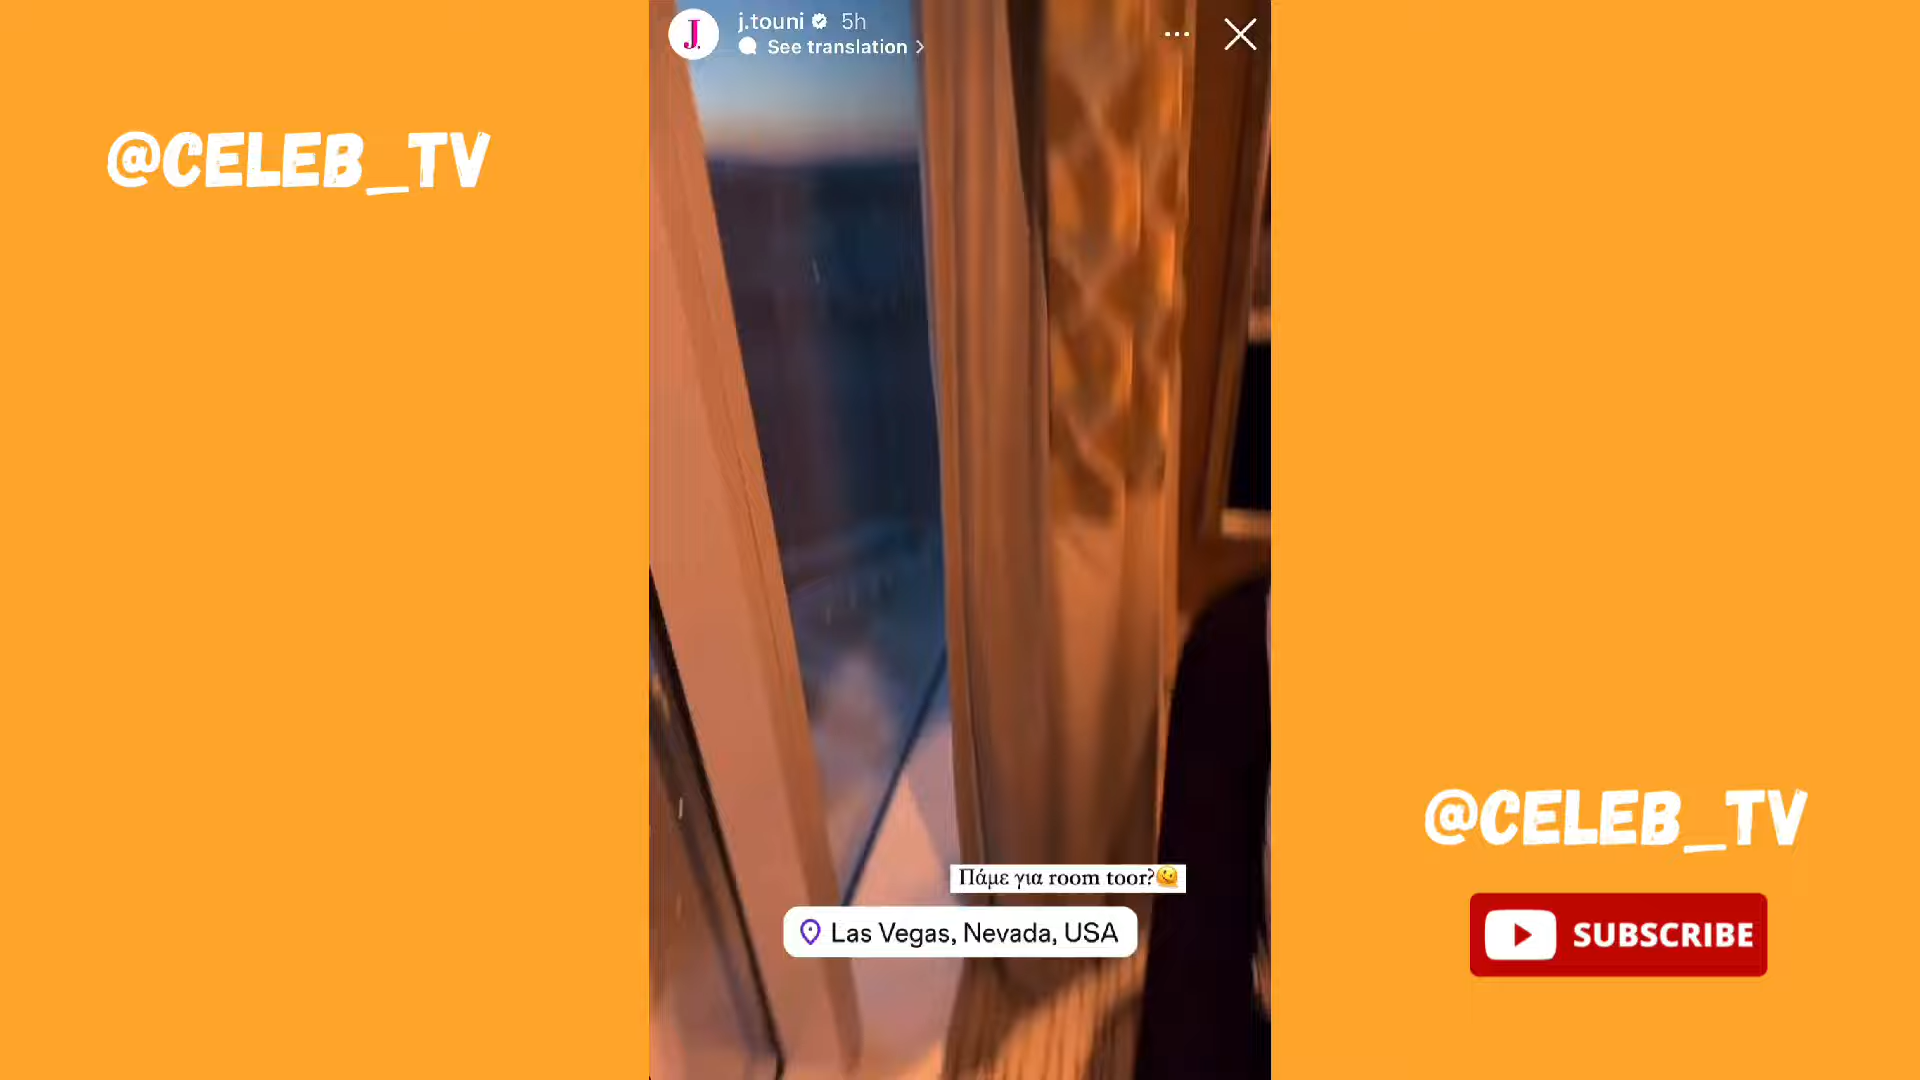 @CELEB_TV
J.
j.touni 5h
See translation
Πάμε για room toor?
Las Vegas, Nevada, USA
@CELEB_TV
SUBSCRIBE